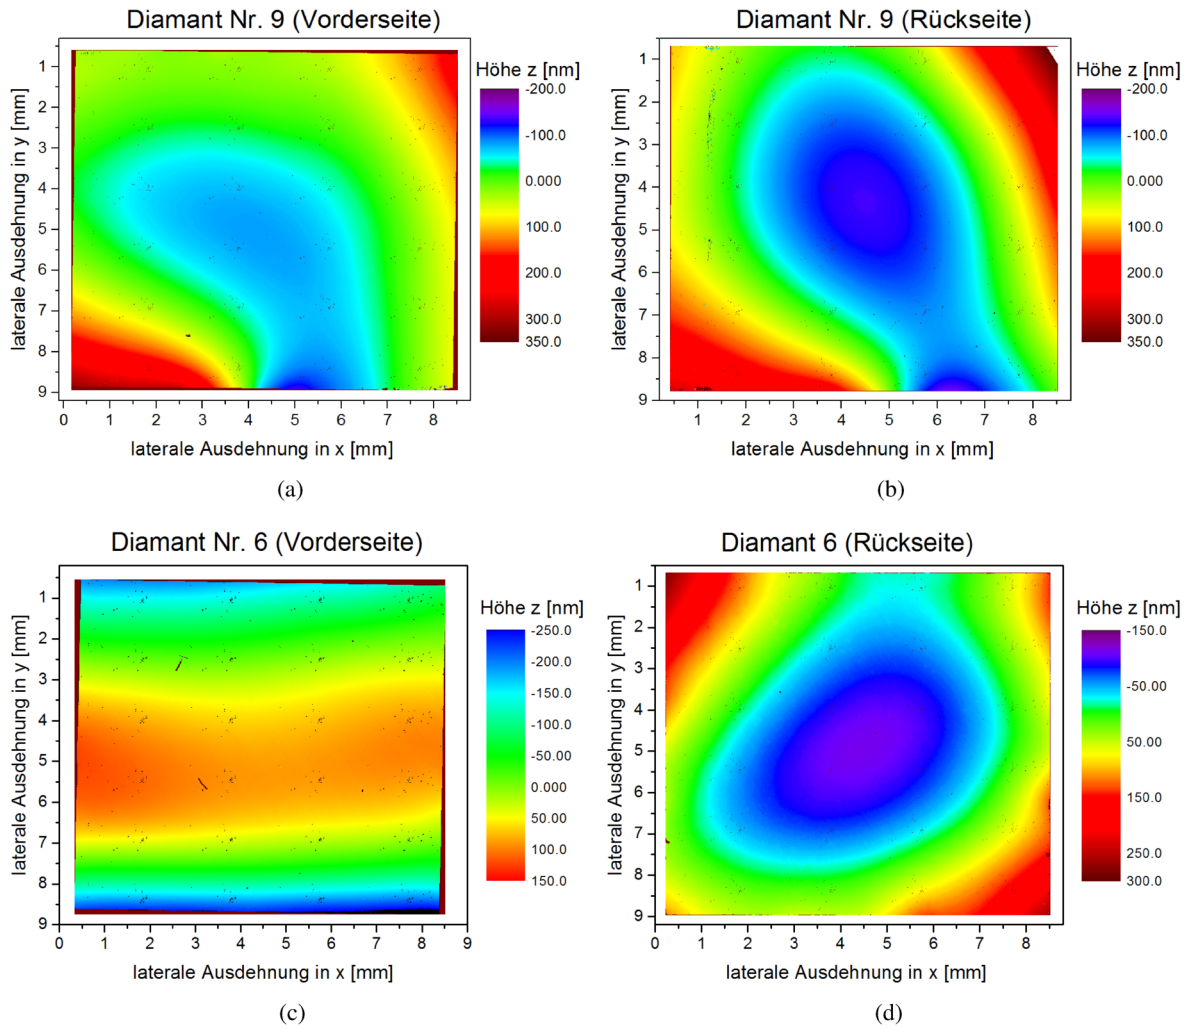 Diamant Nr. 9 (Vorderseite)
laterale Ausdehnung in y [mm]
1
2
3
4
5
6
7
8
9
0 1 2 3 4 5 6 7 8
laterale Ausdehnung in x [mm]
Höhe z [nm]
-200.0
-100.0
0.000
100.0
200.0
300.0
350.0
(a)
Diamant Nr. 9 (Rückseite)
laterale Ausdehnung in y [mm]
1
2
3
4
5
6
7
8
9
1 2 3 4 5 6 7 8
laterale Ausdehnung in x [mm]
Höhe z [nm]
-200.0
-100.0
0.000
100.0
200.0
300.0
350.0
(b)
Diamant Nr. 6 (Vorderseite)
laterale Ausdehnung in y [mm]
1
2
3
4
5
6
7
8
9
0 1 2 3 4 5 6 7 8 9
laterale Ausdehnung in x [mm]
Höhe z [nm]
-250.0
-200.0
-150.0
-100.0
-50.00
0.000
50.00
100.0
150.0
(c)
Diamant 6 (Rückseite)
laterale Ausdehnung in y [mm]
1
2
3
4
5
6
7
8
9
0 1 2 3 4 5 6 7 8
laterale Ausdehnung in x [mm]
Höhe z [nm]
-150.0
-50.00
50.00
150.0
250.0
300.0
(d)